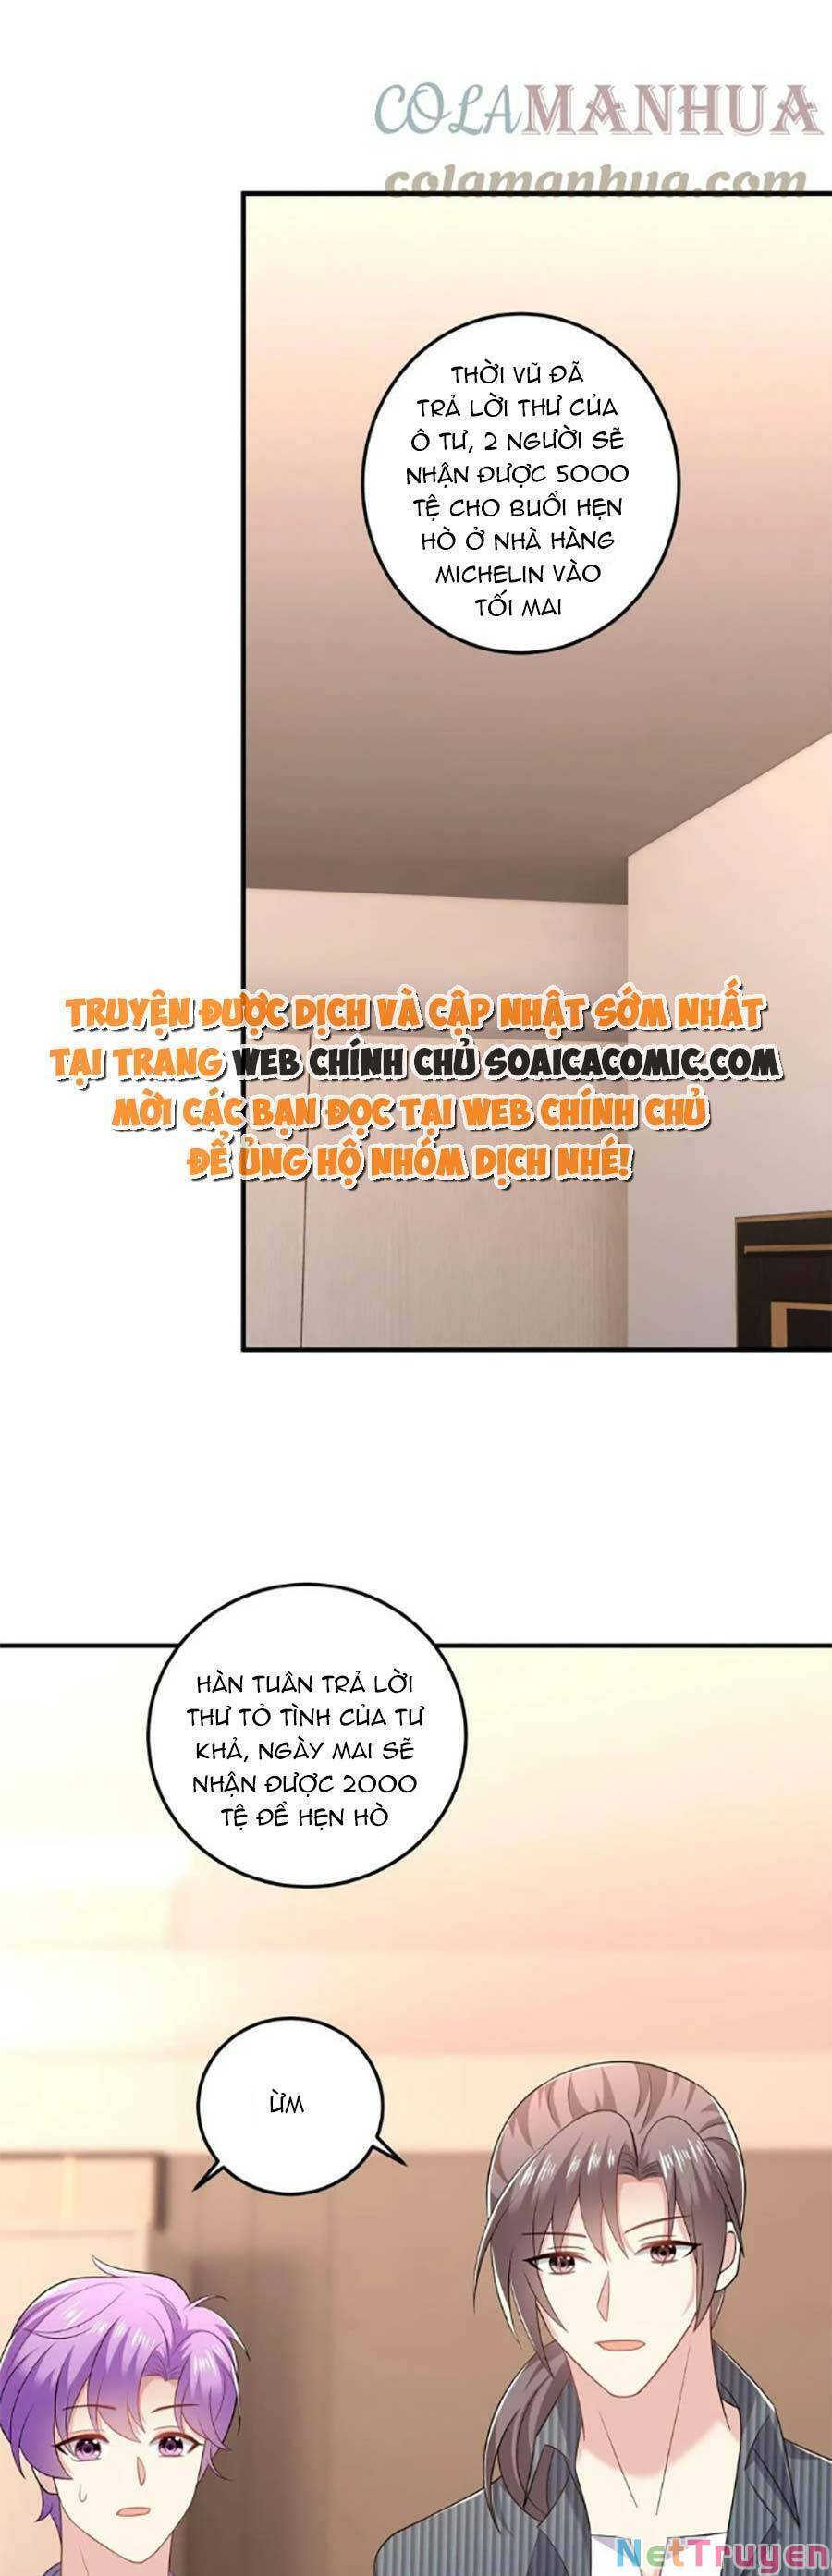 COLAMANHUA
colamanhua.com
THỜI VŨ ĐÃ
TRẢ LỜI THƯ CỦA
Ô TƯ, 2 NGƯỜI SẼ
NHẬN ĐƯỢC 5000
TỆ CHO BUỔI HẸN
HÒ Ở NHÀ HÀNG
MICHELIN VÀO
TỐI MAI
TRUYỆN ĐƯỢC DỊCH VÀ CẬP NHẬT SỚM NHẤT
TẠI TRANG WEB CHÍNH CHỦ SOAICACOMIC.COM
MỜI CÁC BẠN ĐỌC TẠI WEB CHÍNH CHỦ
ĐỂ ỦNG HỘ NHÓM DỊCH NHÉ!
HÀN TUÂN TRẢ LỜI
THƯ TỎ TÌNH CỦA TƯ
KHẢ, NGÀY MAI SẼ
NHẬN ĐƯỢC 2000
TỆ ĐỂ HẸN HÒ
ỪM
NetTruyen